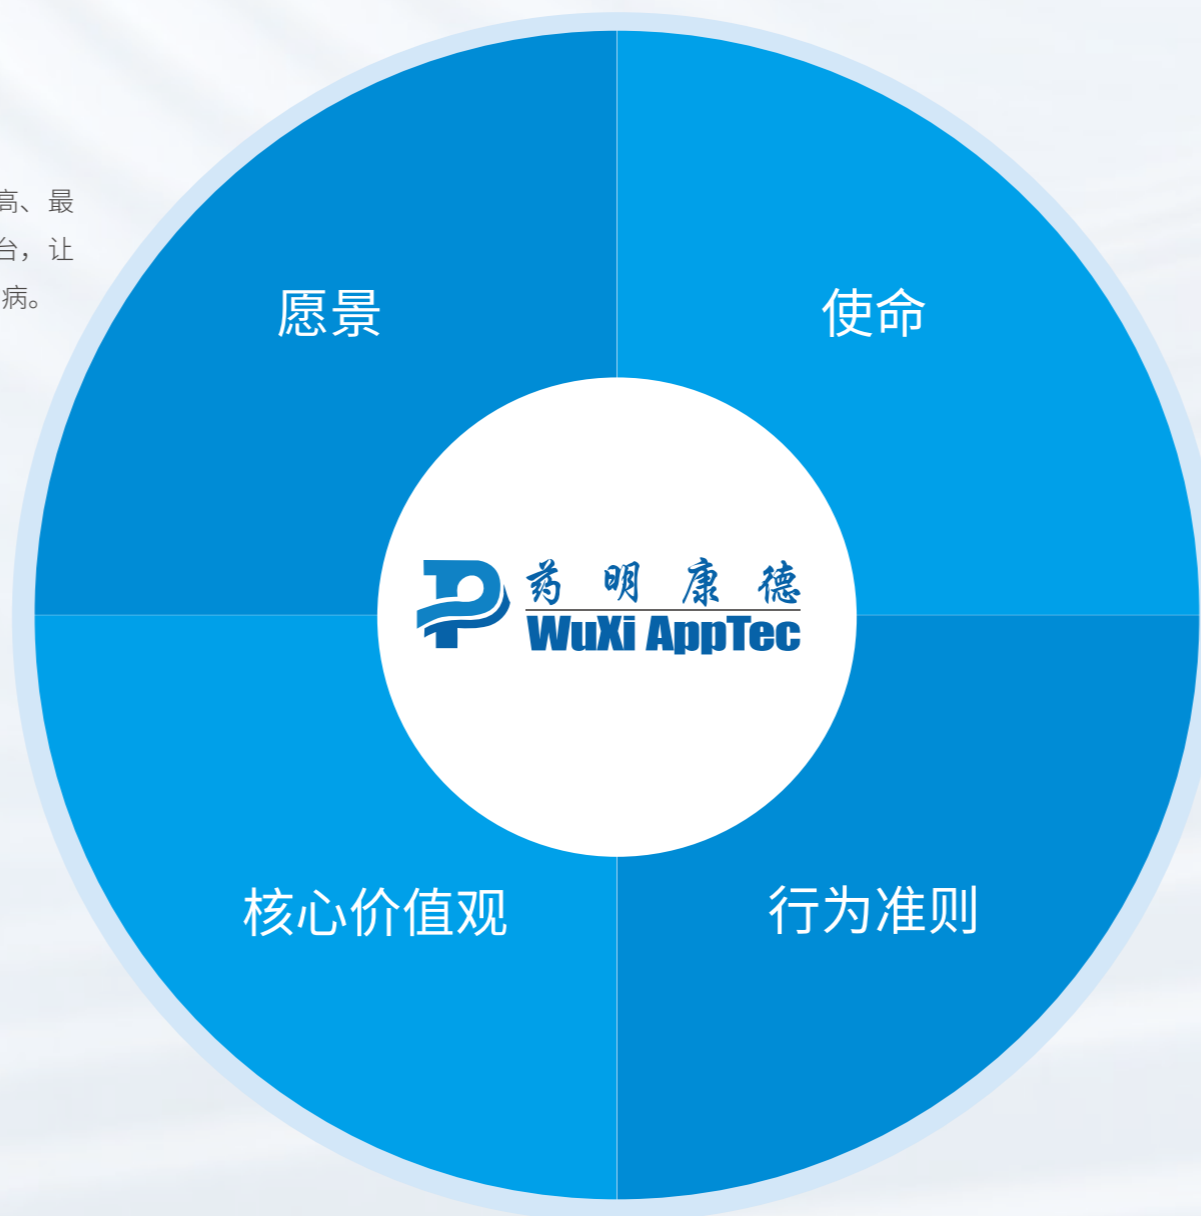 高、最
台，让
病。
愿景
使命
药明康德
WuXi AppTec
核心价值观
行为准则